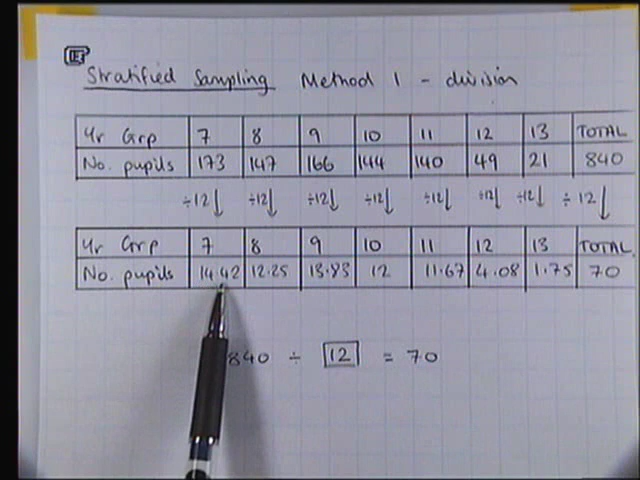 Stratified Sampling Method 1 - division
Yr Grp 7 8 9 10 11 12 13 TOTAL
No. pupils 173 147 166 144 140 49 21 840
÷12↓ ÷12↓ ÷12↓ ÷12↓ ÷12↓ ÷12↓ ÷12↓ ÷12↓
Yr Grp 7 8 9 10 11 12 13 TOTAL
No. pupils 14.42 12.25 13.83 12 11.67 4.08 1.75 70
840 ÷ 12 = 70